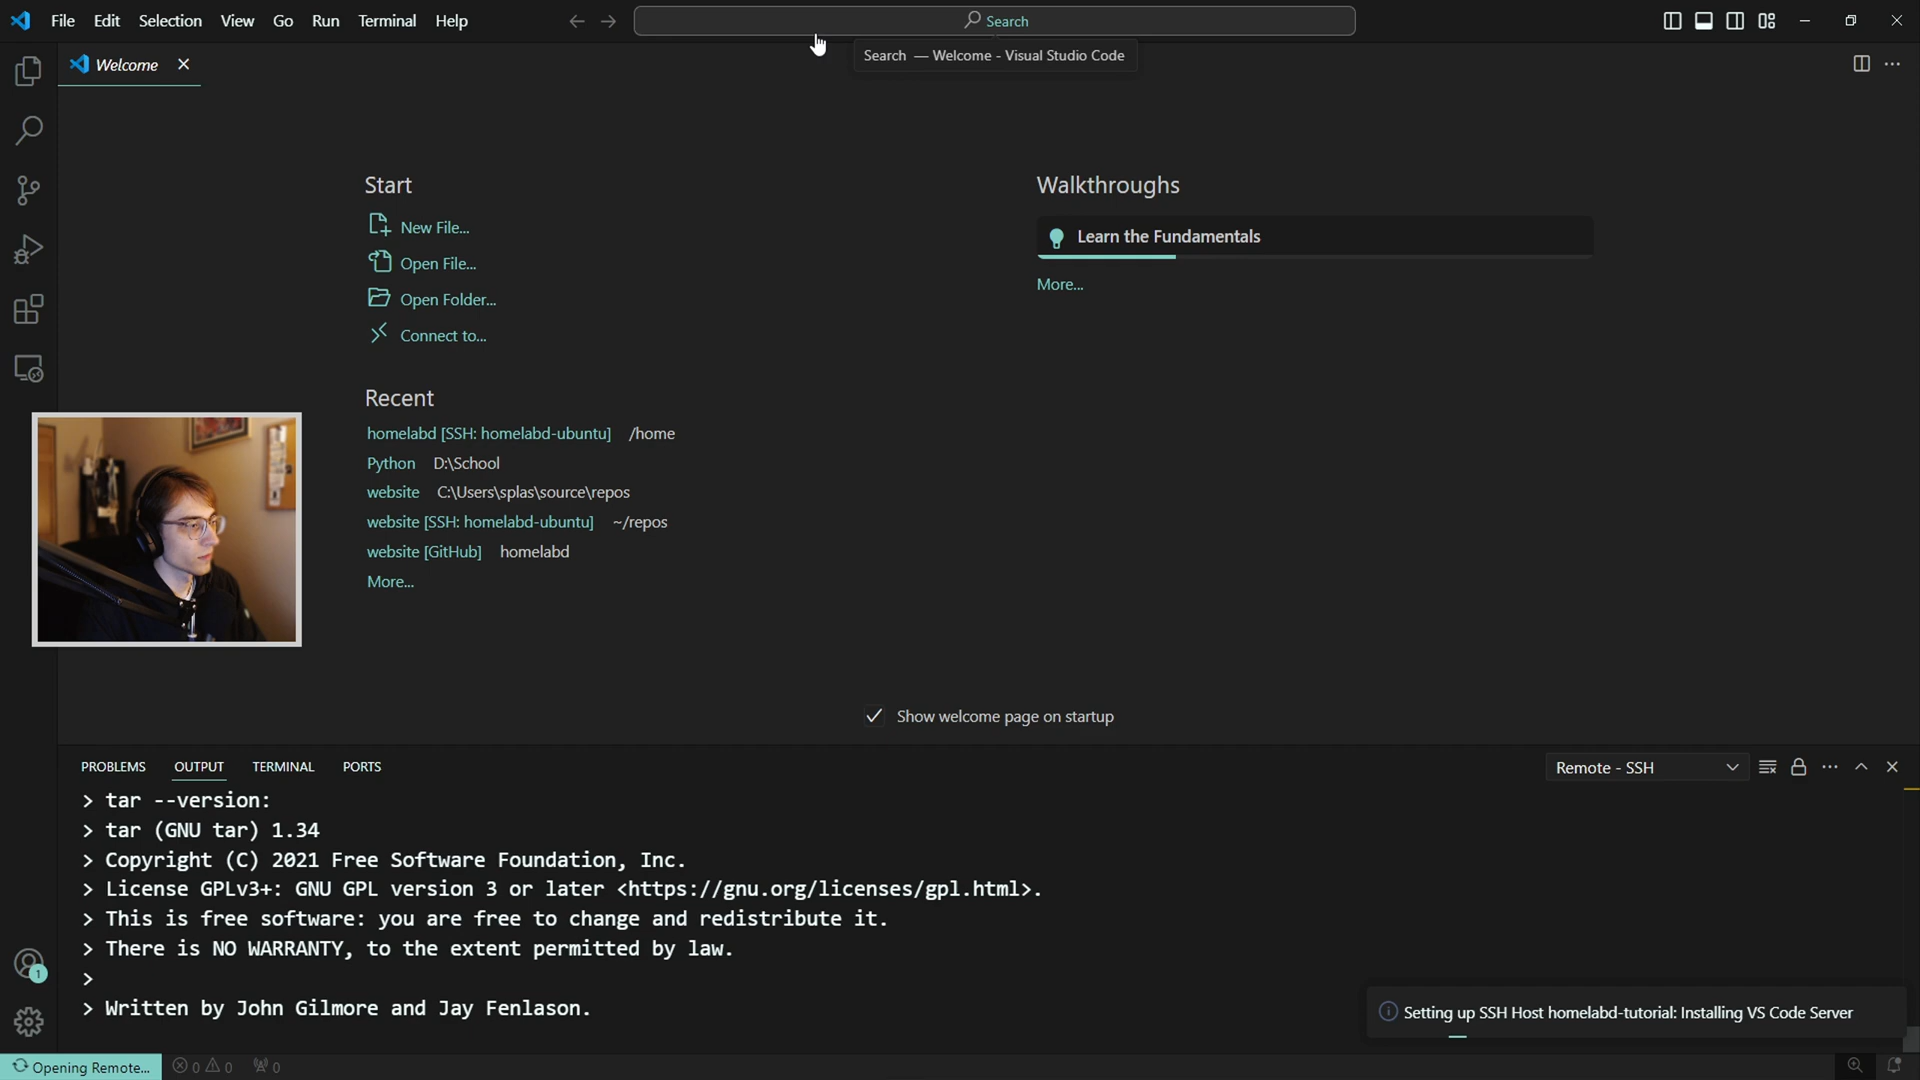 File Edit Selection View Go Run Terminal Help
Search
Welcome
Search — Welcome - Visual Studio Code
Start
New File...
Open File...
Open Folder...
Connect to...
Recent
homelabd [SSH: homelabd-ubuntu] /home
Python D:\School
website C:\Users\splas\source\repos
website [SSH: homelabd-ubuntu] ~/repos
website [GitHub] homelabd
More...
Walkthroughs
Learn the Fundamentals
More...
Show welcome page on startup
PROBLEMS OUTPUT TERMINAL PORTS
Remote - SSH
> tar --version:
> tar (GNU tar) 1.34
> Copyright (C) 2021 Free Software Foundation, Inc.
> License GPLv3+: GNU GPL version 3 or later <https://gnu.org/licenses/gpl.html>.
> This is free software: you are free to change and redistribute it.
> There is NO WARRANTY, to the extent permitted by law.
>
> Written by John Gilmore and Jay Fenlason.
1
Setting up SSH Host homelabd-tutorial: Installing VS Code Server
Opening Remote... 0 0 0